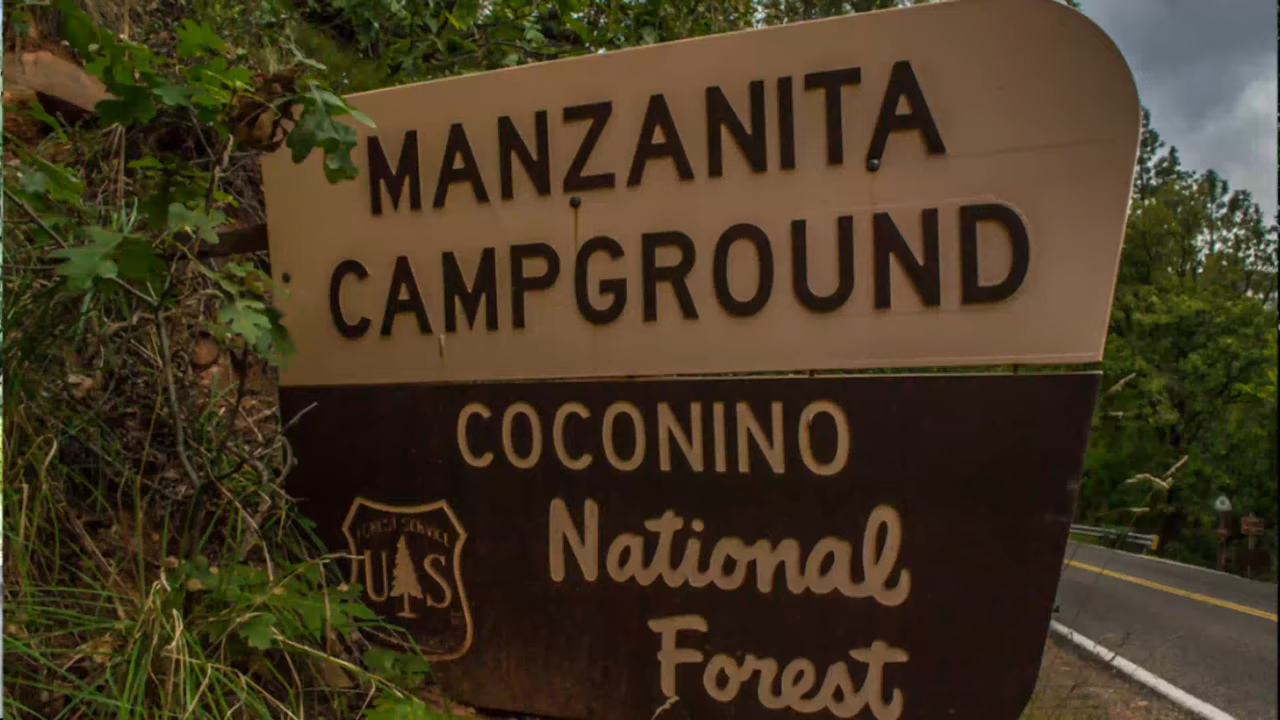 MANZANITA
CAMPGROUND
COCONINO
National
Forest
FOREST SERVICE
U S